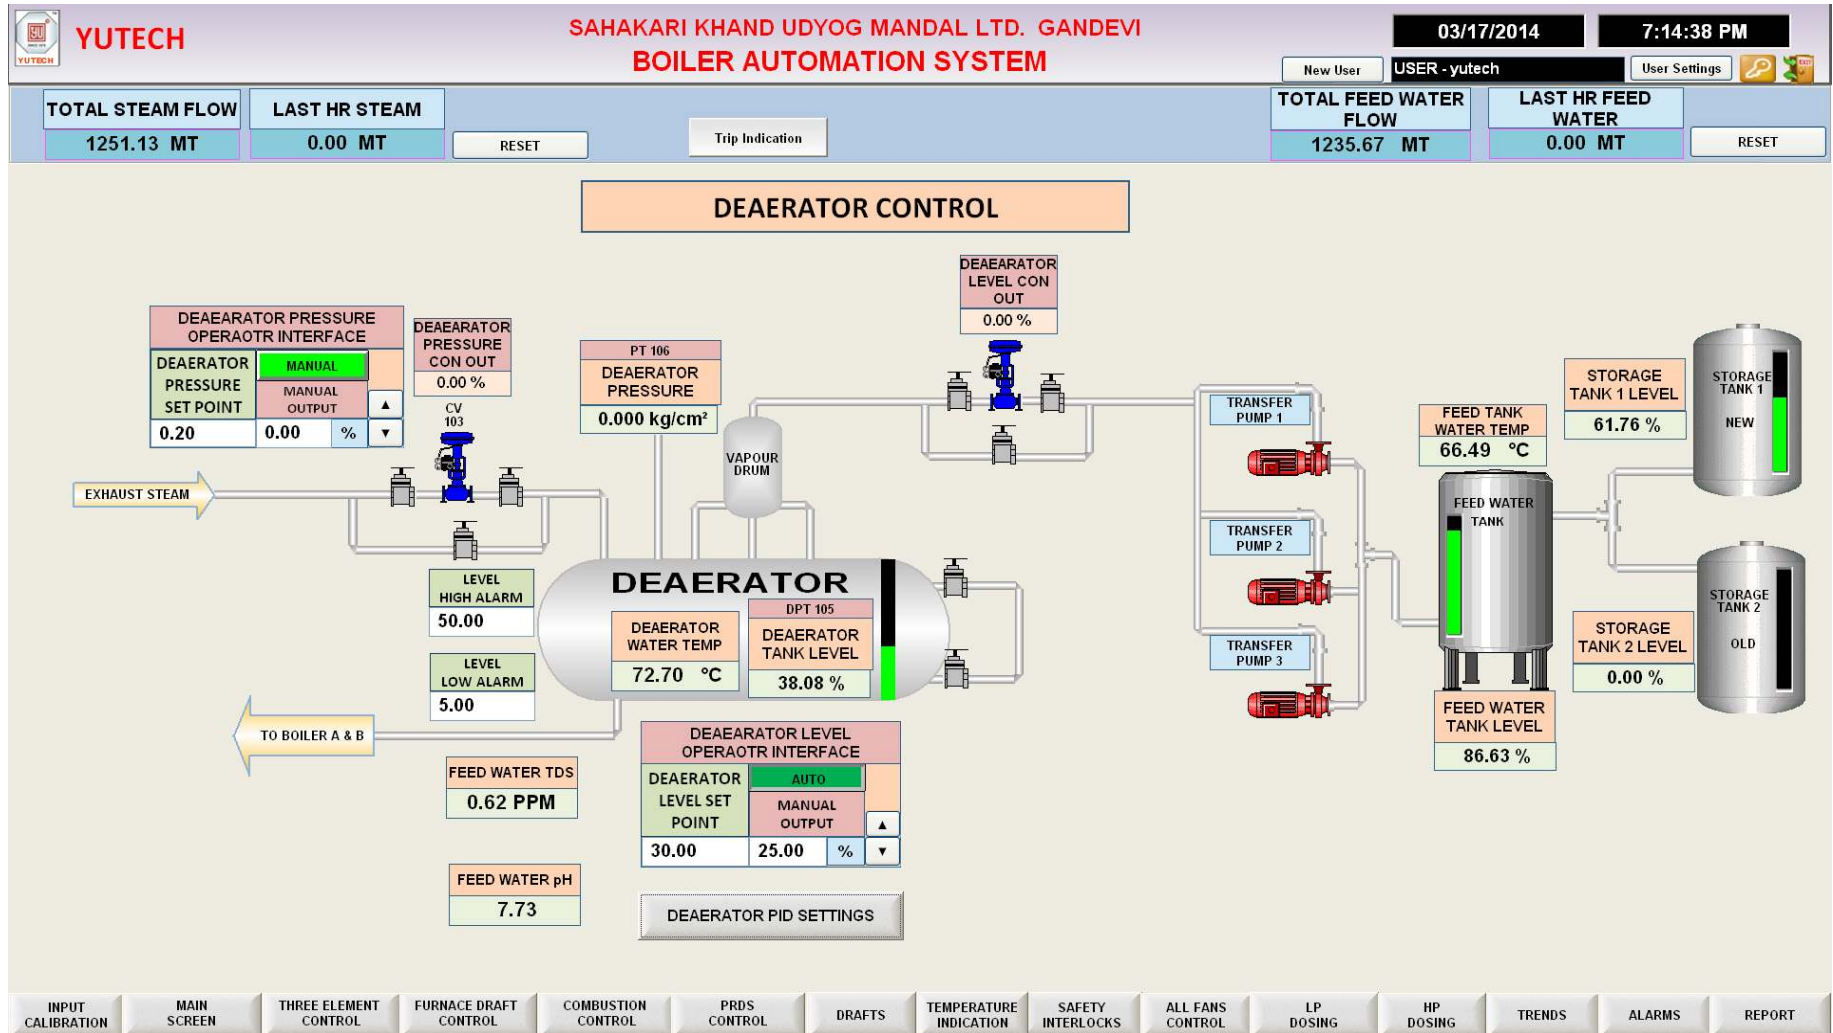 YUTECH
YUTECH
SAHAKARI KHAND UDYOG MANDAL LTD. GANDEVI
BOILER AUTOMATION SYSTEM
03/17/2014
7:14:38 PM
New User
USER - yutech
User Settings
TOTAL STEAM FLOW
1251.13 MT
LAST HR STEAM
0.00 MT
RESET
Trip Indication
TOTAL FEED WATER
FLOW
1235.67 MT
LAST HR FEED
WATER
0.00 MT
RESET
DEAERATOR CONTROL
DEAEARATOR PRESSURE
OPERAOTR INTERFACE
DEAERATOR
PRESSURE
SET POINT
MANUAL
MANUAL
OUTPUT
0.20
0.00
%
DEAEARATOR
PRESSURE
CON OUT
0.00 %
CV
103
PT 106
DEAERATOR
PRESSURE
0.000 kg/cm²
DEAEARATOR
LEVEL CON
OUT
0.00 %
VAPOUR
DRUM
EXHAUST STEAM
TRANSFER
PUMP 1
TRANSFER
PUMP 2
TRANSFER
PUMP 3
FEED TANK
WATER TEMP
66.49 °C
FEED WATER
TANK
FEED WATER
TANK LEVEL
86.63 %
STORAGE
TANK 1 LEVEL
61.76 %
STORAGE
TANK 1
NEW
STORAGE
TANK 2 LEVEL
0.00 %
STORAGE
TANK 2
OLD
LEVEL
HIGH ALARM
50.00
LEVEL
LOW ALARM
5.00
DEAERATOR
DEAERATOR
WATER TEMP
72.70 °C
DPT 105
DEAERATOR
TANK LEVEL
38.08 %
TO BOILER A & B
FEED WATER TDS
0.62 PPM
FEED WATER pH
7.73
DEAEARATOR LEVEL
OPERAOTR INTERFACE
DEAERATOR
LEVEL SET
POINT
AUTO
MANUAL
OUTPUT
30.00
25.00
%
DEAERATOR PID SETTINGS
INPUT
CALIBRATION
MAIN
SCREEN
THREE ELEMENT
CONTROL
FURNACE DRAFT
CONTROL
COMBUSTION
CONTROL
PRDS
CONTROL
DRAFTS
TEMPERATURE
INDICATION
SAFETY
INTERLOCKS
ALL FANS
CONTROL
LP
DOSING
HP
DOSING
TRENDS
ALARMS
REPORT